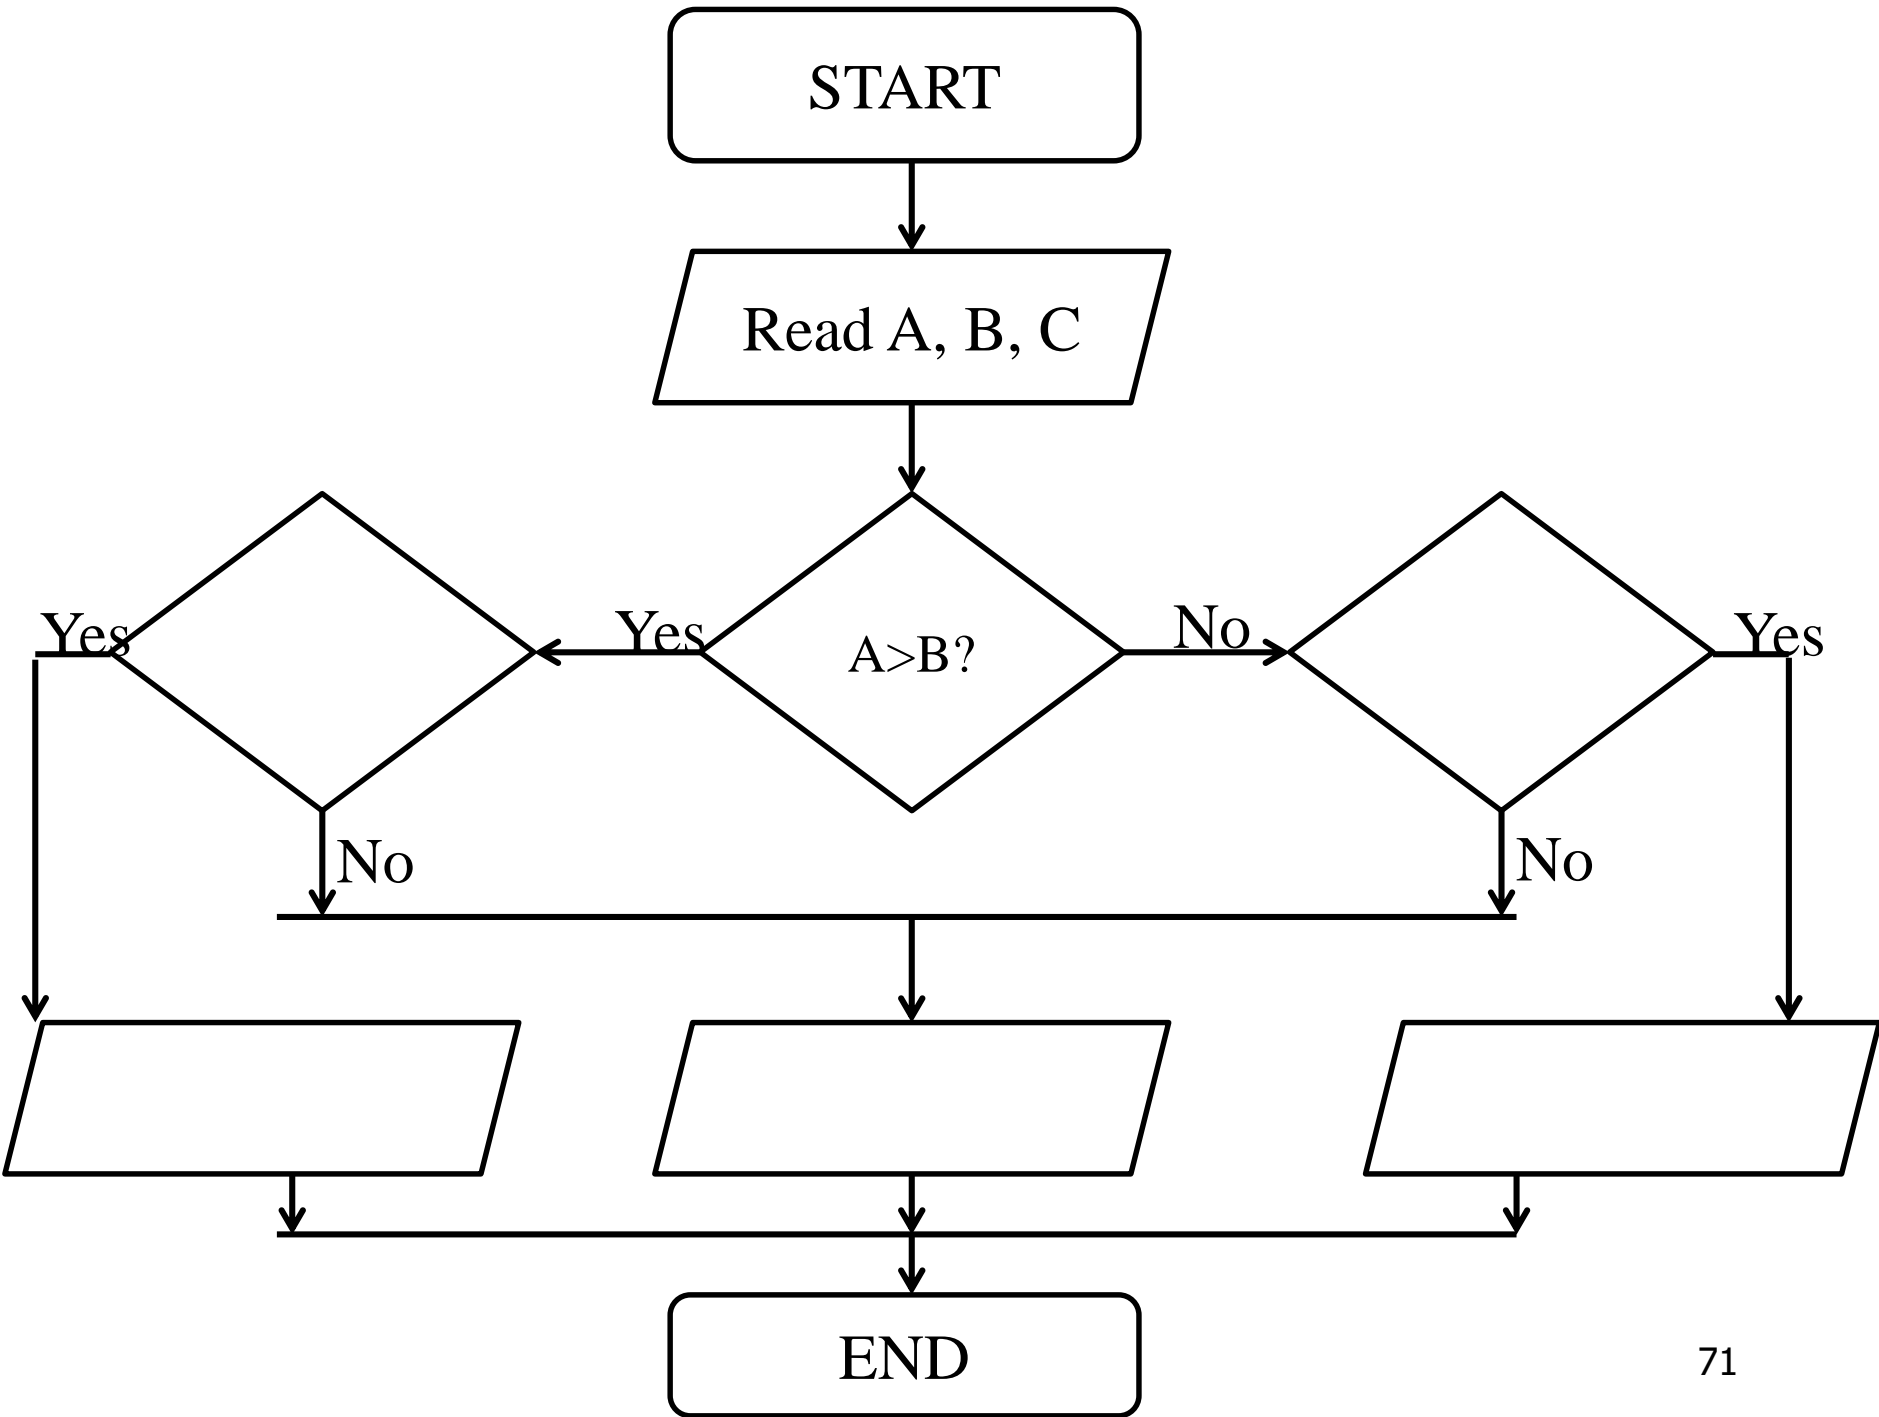 START
Read A, B, C
Yes
Yes
A>B?
No
Yes
No
No
END
71